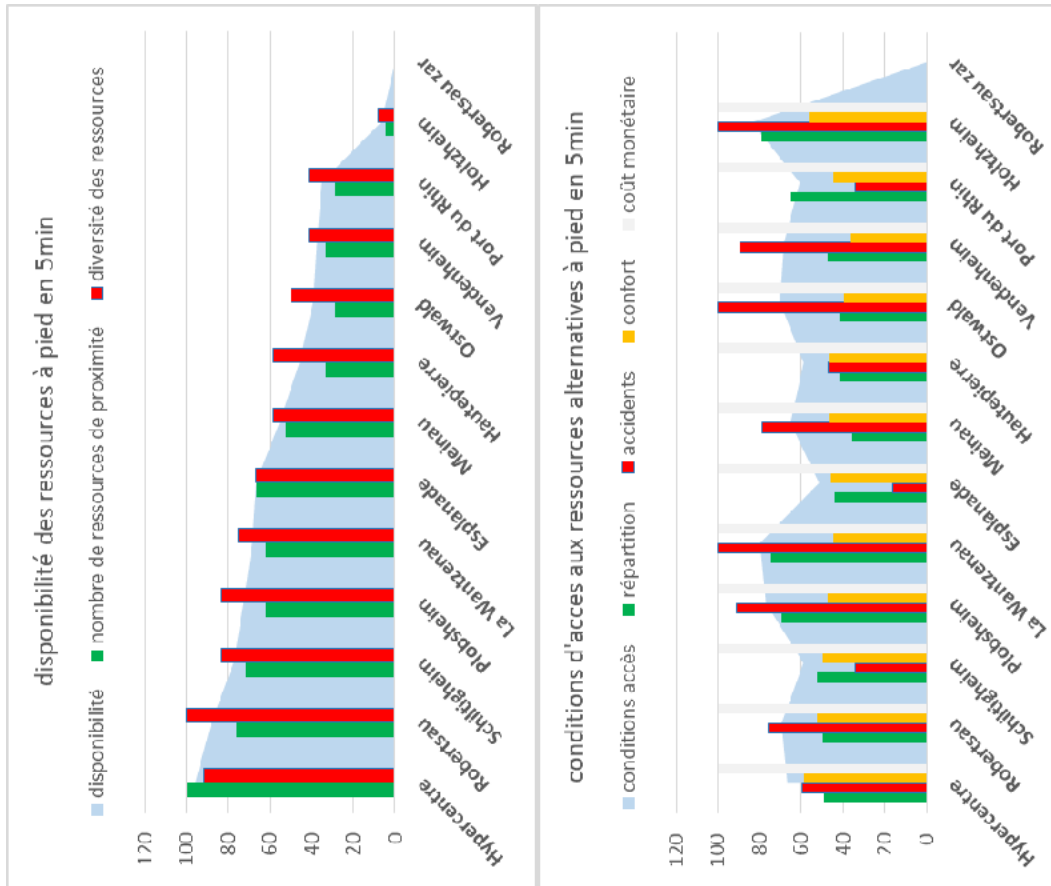 disponibilité des ressources à pied en 5min
disponibilité
nombre de ressources de proximité
diversité des ressources
120
100
80
60
40
20
0
Hypercentre
Robertsau
Schiltigheim
Plobsheim
La Wantzenau
Esplanade
Meinau
Hautepierre
Ostwald
Vendenheim
Port du Rhin
Holtzheim
Robertsau zar
conditions d'acces aux ressources alternatives à pied en 5min
conditions accès
répartition
accidents
confort
coût monétaire
120
100
80
60
40
20
0
Hypercentre
Robertsau
Schiltigheim
Plobsheim
La Wantzenau
Esplanade
Meinau
Hautepierre
Ostwald
Vendenheim
Port du Rhin
Holtzheim
Robertsau zar